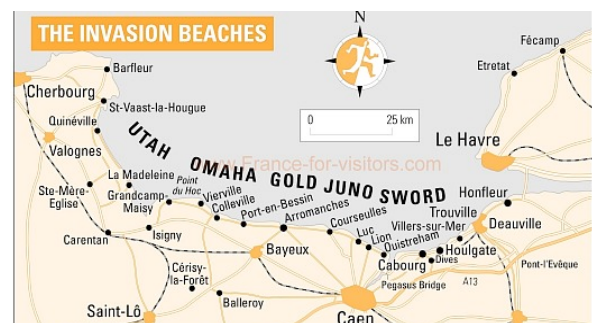 THE INVASION BEACHES
N
Fécamp
Barfleur
Etretat
Cherbourg
St-Vaast-la-Hougue
0 25 km
Quinéville
UTAH
Le Havre
Valognes
www.France-for-visitors.com
OMAHA GOLD JUNO SWORD
La Madeleine
Point
du Hoc
Ste-Mère-
Eglise
Grandcamp-
Maisy
Vierville
Colleville
Port-en-Bessin
Arromanches
Courseulles
Honfleur
Trouville
Deauville
Villers-sur-Mer
Luc
Lion
Ouistreham
Houlgate
Carentan
Isigny
Bayeux
Cabourg
Dives
Pont-l'Evêque
Cérisy-
la-Forêt
Pegasus Bridge
A13
Balleroy
Saint-Lô
Caen